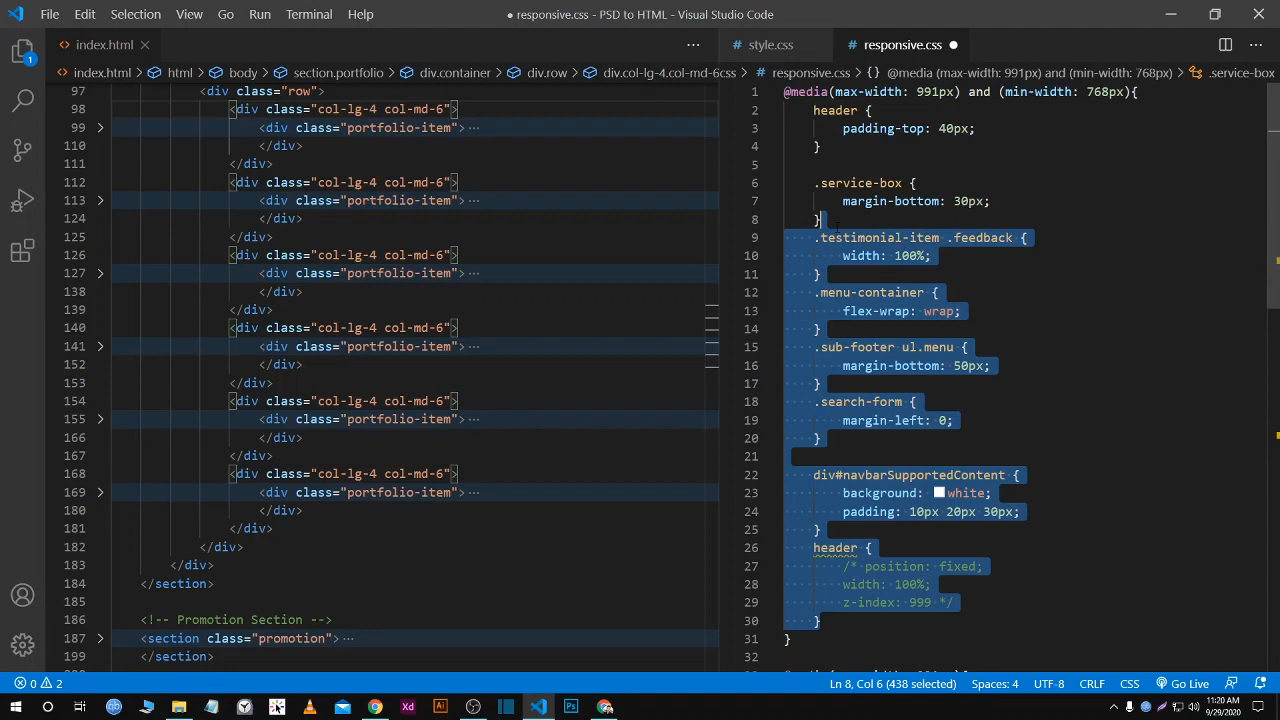 File Edit Selection View Go Run Terminal Help
● responsive.css - PSD to HTML - Visual Studio Code
index.html
style.css
responsive.css
index.html > html > body > section.portfolio > div.container > div.row > div.col-lg-4.col-md-6
css > responsive.css > {} @media (max-width: 991px) and (min-width: 768px) > .service-box
97 <div class="row">
98 <div class="col-lg-4 col-md-6">
99 <div class="portfolio-item"> ···
110 </div>
111 </div>
112 <div class="col-lg-4 col-md-6">
113 <div class="portfolio-item"> ···
124 </div>
125 </div>
126 <div class="col-lg-4 col-md-6">
127 <div class="portfolio-item"> ···
138 </div>
139 </div>
140 <div class="col-lg-4 col-md-6">
141 <div class="portfolio-item"> ···
152 </div>
153 </div>
154 <div class="col-lg-4 col-md-6">
155 <div class="portfolio-item"> ···
166 </div>
167 </div>
168 <div class="col-lg-4 col-md-6">
169 <div class="portfolio-item"> ···
180 </div>
181 </div>
182 </div>
183 </div>
184 </section>
185
186 <!-- Promotion Section -->
187 <section class="promotion"> ···
199 </section>
1 @media(max-width: 991px) and (min-width: 768px){
2 header {
3 padding-top: 40px;
4 }
5
6 .service-box {
7 margin-bottom: 30px;
8 }
9 .testimonial-item .feedback {
10 width: 100%;
11 }
12 .menu-container {
13 flex-wrap: wrap;
14 }
15 .sub-footer ul.menu {
16 margin-bottom: 50px;
17 }
18 .search-form {
19 margin-left: 0;
20 }
21
22 div#navbarSupportedContent {
23 background: white;
24 padding: 10px 20px 30px;
25 }
26 header {
27 /* position: fixed;
28 width: 100%;
29 z-index: 999 */
30 }
31 }
32
0 2
Ln 8, Col 6 (438 selected) Spaces: 4 UTF-8 CRLF CSS Go Live
1
11:20 AM
9/29/2020